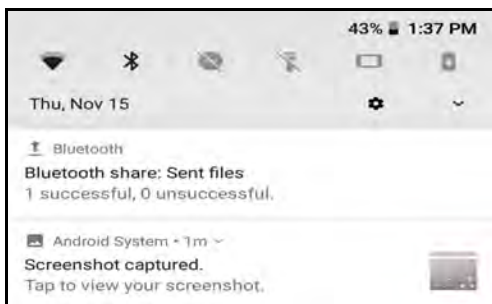 43% 1:37 PM
Thu, Nov 15
Bluetooth
Bluetooth share: Sent files
1 successful, 0 unsuccessful.
Android System • 1m
Screenshot captured.
Tap to view your screenshot.